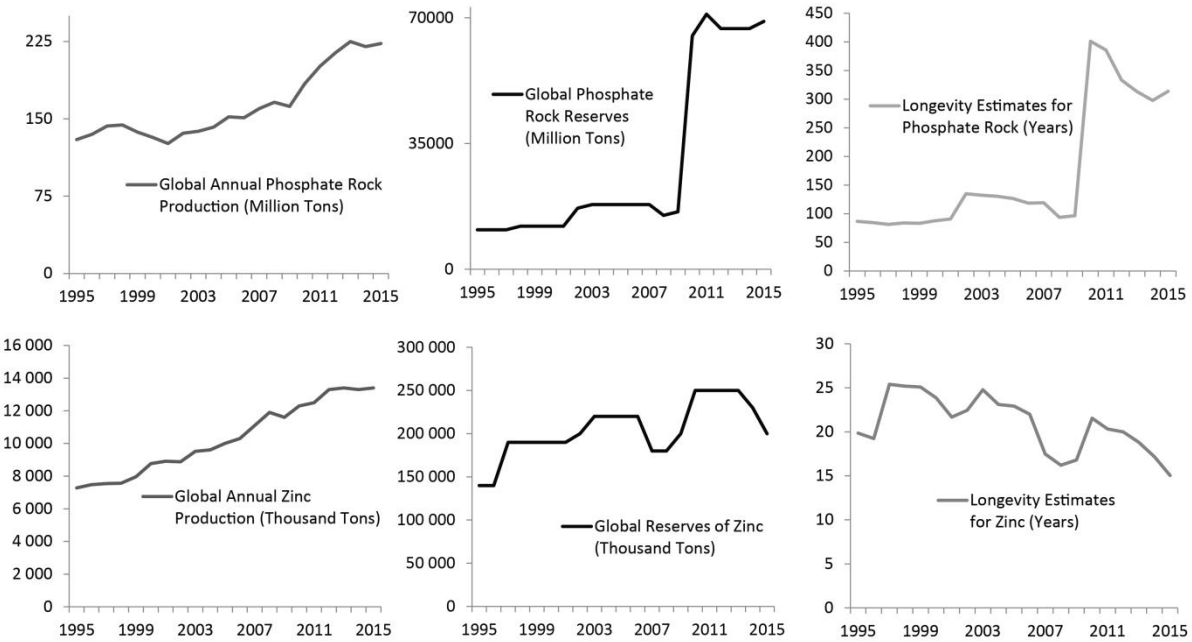 225
150
75
0
Global Annual Phosphate Rock
Production (Million Tons)
1995 1999 2003 2007 2011 2015
70000
35000
0
Global Phosphate
Rock Reserves
(Million Tons)
1995 1999 2003 2007 2011 2015
450
400
350
300
250
200
150
100
50
0
Longevity Estimates for
Phosphate Rock (Years)
1995 1999 2003 2007 2011 2015
16 000
14 000
12 000
10 000
8 000
6 000
4 000
2 000
0
Global Annual Zinc
Production (Thousand Tons)
1995 1999 2003 2007 2011 2015
300 000
250 000
200 000
150 000
100 000
50 000
0
Global Reserves of Zinc
(Thousand Tons)
1995 1999 2003 2007 2011 2015
30
25
20
15
10
5
0
Longevity Estimates
for Zinc (Years)
1995 1999 2003 2007 2011 2015